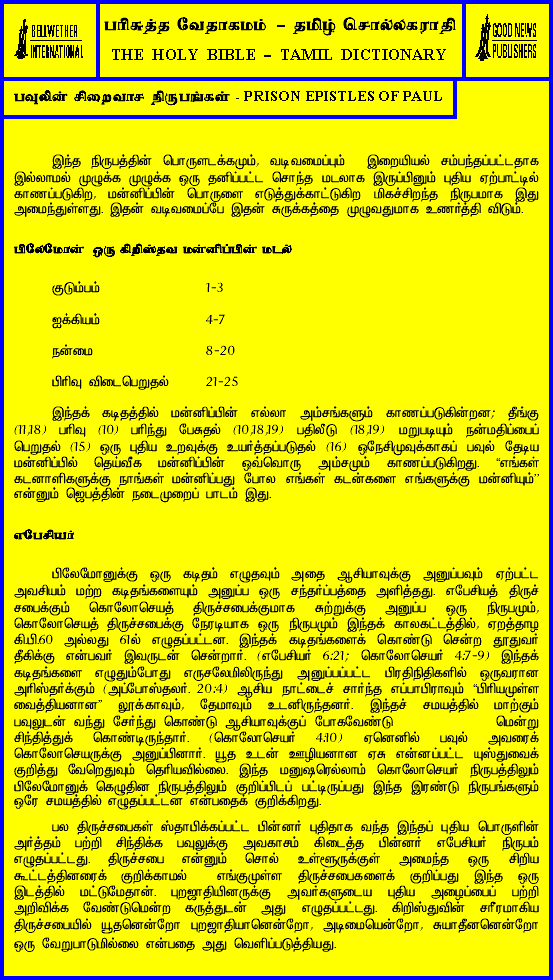 BELLWETHER
INTERNATIONAL
பரிசுத்த வேதாகமம் – தமிழ் சொல்லகராதி
THE HOLY BIBLE – TAMIL DICTIONARY
GOOD NEWS
PUBLISHERS
பவுலின் சிறைவாச நிருபங்கள் - PRISON EPISTLES OF PAUL
இந்த நிருபத்தின் பொருளடக்கமும், வடிவமைப்பும் இறையியல் சம்பந்தப்பட்டதாக
இல்லாமல் முழுக்க முழுக்க ஒரு தனிப்பட்ட சொந்த மடலாக இருப்பினும் புதிய ஏற்பாட்டில்
காணப்படுகிற, மன்னிப்பின் பொருளை எடுத்துக்காட்டுகிற மிகச்சிறந்த நிருபமாக இது
அமைந்துள்ளது. இதன் வடிவமைப்பே இதன் சுருக்கத்தை முழுவதுமாக உணர்த்தி விடும்.
பிலேமோன் ஒரு கிறிஸ்தவ மன்னிப்பின் மடல்
குடும்பம் 1-3
ஐக்கியம் 4-7
நன்மை 8-20
பிரிவு விடைபெறுதல் 21-25
இந்தக் கடிதத்தில் மன்னிப்பின் எல்லா அம்சங்களும் காணப்படுகின்றன; தீங்கு
(11,18) பரிவு (10) பரிந்து பேசுதல் (10,18,19) பதிலீடு (18,19) மறுபடியும் நன்மதிப்பைப்
பெறுதல் (15) ஒரு புதிய உறவுக்கு உயர்த்தப்படுதல் (16) ஒநேசிமுவுக்காகப் பவுல் தேடிய
மன்னிப்பில் தெய்வீக மன்னிப்பின் ஒவ்வொரு அம்சமும் காணப்படுகிறது. “எங்கள்
கடனாளிகளுக்கு நாங்கள் மன்னிப்பது போல எங்கள் கடன்களை எங்களுக்கு மன்னியும்”
என்னும் ஜெபத்தின் நடைமுறைப் பாடம் இது.
எபேசியர்
பிலேமோனுக்கு ஒரு கடிதம் எழுதவும் அதை ஆசியாவுக்கு அனுப்பவும் ஏற்பட்ட
அவசியம் மற்ற கடிதங்களையும் அனுப்ப ஒரு சந்தர்ப்பத்தை அளித்தது. எபேசியத் திருச்
சபைக்கும் கொலோசெயத் திருச்சபைக்குமாக சுற்றுக்கு அனுப்ப ஒரு நிருபமும்,
கொலோசெயத் திருச்சபைக்கு நேரடியாக ஒரு நிருபமும் இந்தக் காலகட்டத்தில், ஏறத்தாழ
கி.பி.60 அல்லது 61ல் எழுதப்பட்டன. இந்தக் கடிதங்களைக் கொண்டு சென்ற தூதுவர்
தீகிக்கு என்பவர் இவருடன் சென்றார். (எபேசியர் 6:21; கொலோசெயர் 4:7-9) இந்தக்
கடிதங்களை எழுதும்போது எருசலேமிலிருந்து அனுப்பப்பட்ட பிரதிநிதிகளில் ஒருவரான
அரிஸ்தர்க்கும் (அப்போஸ்தலர். 20:4) ஆசிய நாட்டைச் சார்ந்த எப்பாபிராவும் “பிரியமுள்ள
வைத்தியனான” லூக்காவும், தேமாவும் உடனிருந்தனர். இந்தச் சமயத்தில் மாற்கும்
பவுலுடன் வந்து சேர்ந்து கொண்டு ஆசியாவுக்குப் போகவேண்டு மென்று
சிந்தித்துக் கொண்டிருந்தார். (கொலோசெயர் 4:10) ஏனெனில் பவுல் அவரைக்
கொலோசெயருக்கு அனுப்பினார். யூத உடன் ஊழியனான ஏசு என்னப்பட்ட யுஸ்துவைக்
குறித்து வேறெதுவும் தெரியவில்லை. இந்த மனுஷரெல்லாம் கொலோசெயர் நிருபத்திலும்
பிலேமோனுக் கெழுதின நிருபத்திலும் குறிப்பிடப் பட்டிருப்பது இந்த இரண்டு நிருபங்களும்
ஒரே சமயத்தில் எழுதப்பட்டன என்பதைக் குறிக்கிறது.
பல திருச்சபைகள் ஸ்தாபிக்கப்பட்ட பின்னர் புதிதாக வந்த இந்தப் புதிய பொருளின்
அர்த்தம் பற்றி சிந்திக்க பவுலுக்கு அவகாசம் கிடைத்த பின்னர் எபேசியர் நிருபம்
எழுதப்பட்டது. திருச்சபை என்னும் சொல் உள்ளூருக்குள் அமைந்த ஒரு சிறிய
கூட்டத்தினரைக் குறிக்காமல் எங்குமுள்ள திருச்சபைகளைக் குறிப்பது இந்த ஒரு
இடத்தில் மட்டுமேதான். புறஜாதியினருக்கு அவர்களுடைய புதிய அழைப்பைப் பற்றி
அறிவிக்க வேண்டுமென்ற கருத்துடன் அது எழுதப்பட்டது. கிறிஸ்துவின் சரீரமாகிய
திருச்சபையில் யூதனென்றோ புறஜாதியானென்றோ, அடிமையென்றோ, சுயாதீனனென்றோ
ஒரு வேறுபாடுமில்லை என்பதை அது வெளிப்படுத்தியது.